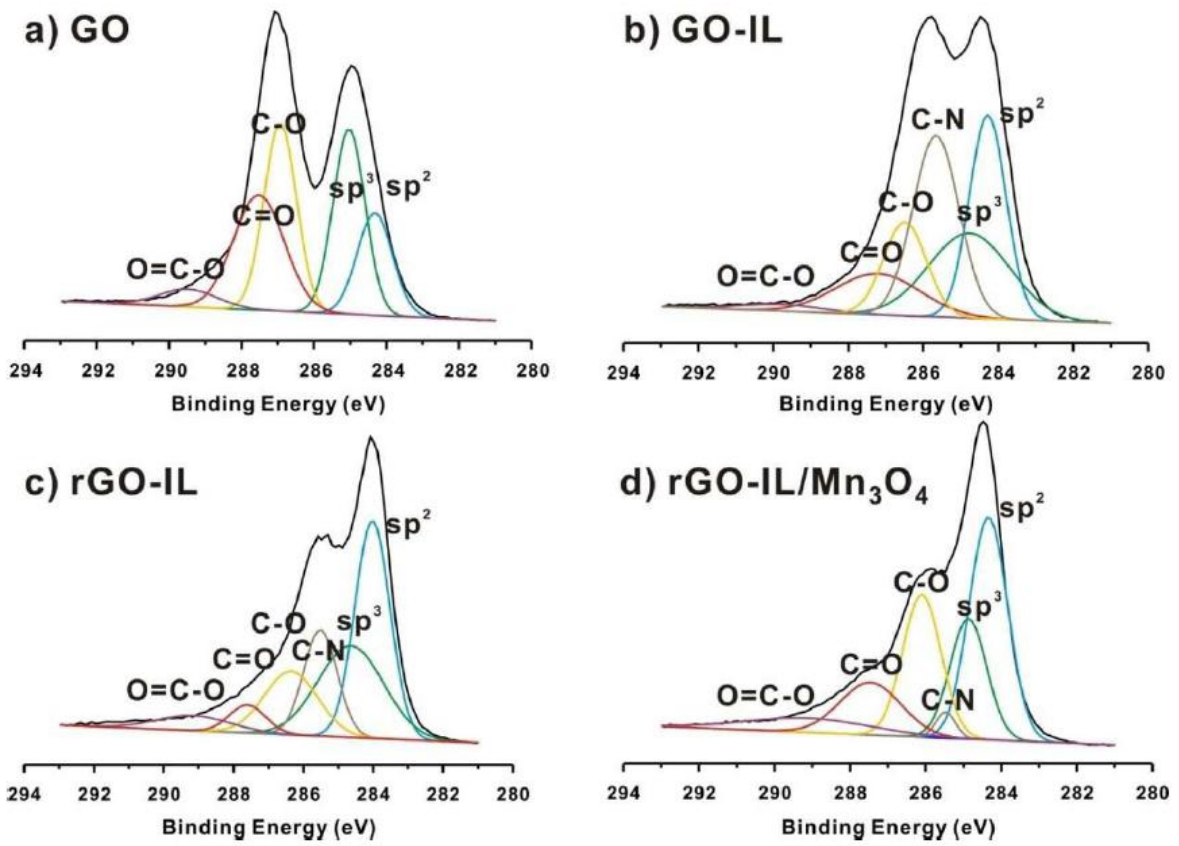 a) GO
C-O
sp³ sp²
C=O
O=C-O
294 292 290 288 286 284 282 280
Binding Energy (eV)
b) GO-IL
C-N sp²
C-O
sp³
C=O
O=C-O
294 292 290 288 286 284 282 280
Binding Energy (eV)
c) rGO-IL
sp²
C-O sp³
C=O C-N
O=C-O
294 292 290 288 286 284 282 280
Binding Energy (eV)
d) rGO-IL/Mn₃O₄
sp²
C-O
sp³
C=O
O=C-O C-N
294 292 290 288 286 284 282 280
Binding Energy (eV)